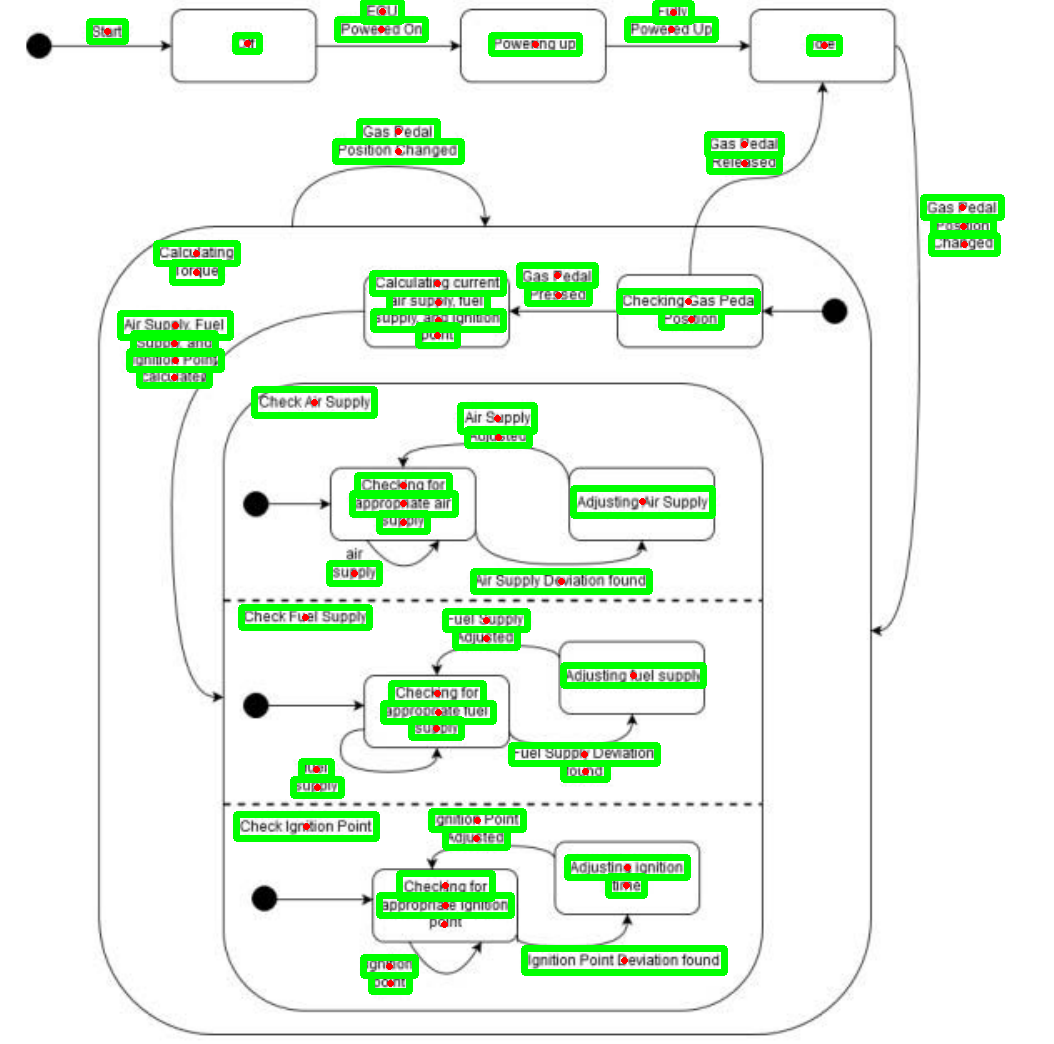 Start
Off
ECU
Powered On
Powering up
Fully
Powered Up
Idle
Gas Pedal
Position Changed
Gas Pedal
Released
Gas Pedal
Position
Changed
Calculating
Torque
Calculating current
air supply, fuel
supply, and ignition
point
Gas Pedal
Pressed
Checking Gas Pedal
Position
Air Supply, Fuel
Supply and
Ignition Point
calculated
Check Air Supply
Air Supply
Adjusted
Checking for
appropriate air
supply
Adjusting Air Supply
air
supply
Air Supply Deviation found
Check Fuel Supply
Fuel Supply
Adjusted
Checking for
appropriate fuel
supply
Adjusting fuel supply
Fuel Supply Deviation
found
fuel
supply
Check Ignition Point
Ignition Point
Adjusted
Checking for
appropriate ignition
point
Adjusting ignition
time
Ignition Point Deviation found
ignition
point